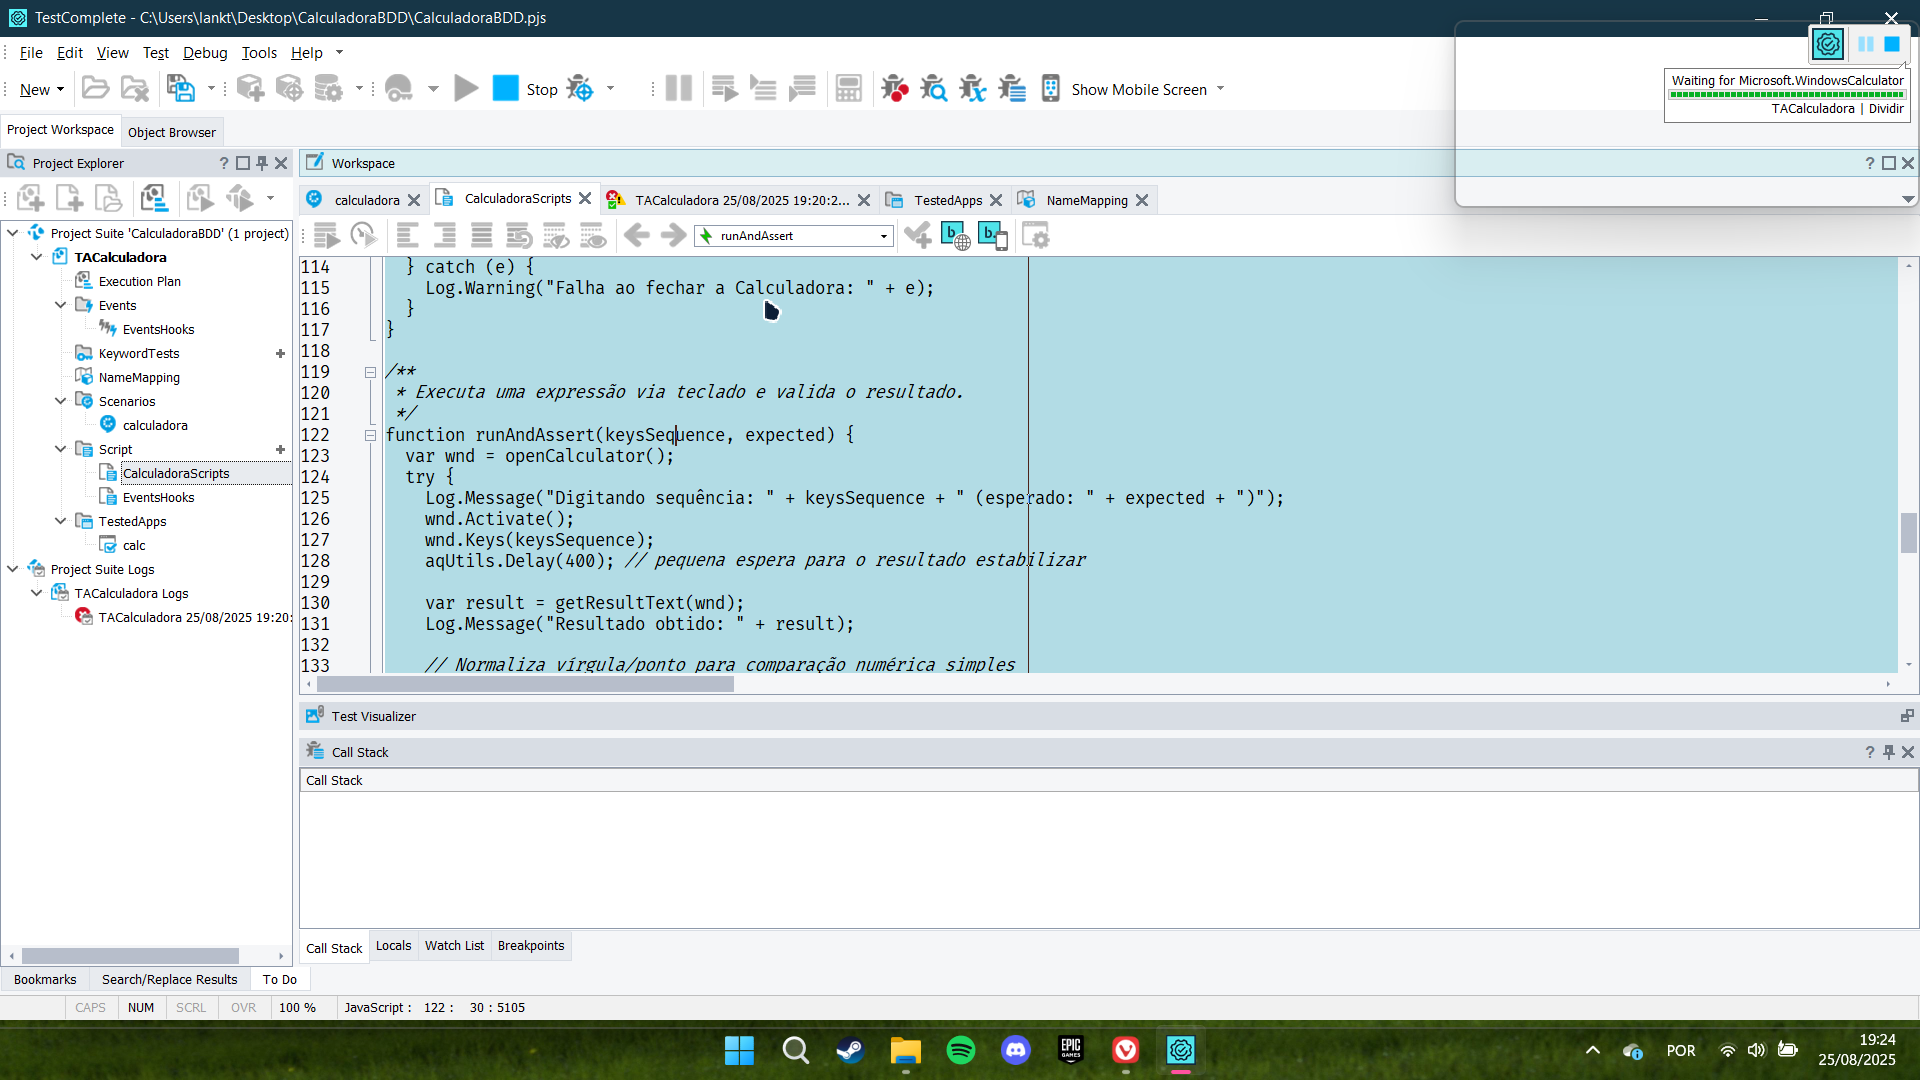 TestComplete - C:\Users\Iankt\Desktop\CalculadoraBDD\CalculadoraBDD.pjs
File Edit View Test Debug Tools Help
New Stop Show Mobile Screen
Waiting for Microsoft.WindowsCalculator
TACalculadora | Dividir
Project Workspace Object Browser
Project Explorer
Workspace
calculadora CalculadoraScripts TACalculadora 25/08/2025 19:20:2... TestedApps NameMapping
runAndAssert
Project Suite 'CalculadoraBDD' (1 project)
TACalculadora
Execution Plan
Events
EventsHooks
KeywordTests
NameMapping
Scenarios
calculadora
Script
CalculadoraScripts
EventsHooks
TestedApps
calc
Project Suite Logs
TACalculadora Logs
TACalculadora 25/08/2025 19:20:
114 } catch (e) {
115 Log.Warning("Falha ao fechar a Calculadora: " + e);
116 }
117 }
118
119 /**
120 * Executa uma expressão via teclado e valida o resultado.
121 */
122 function runAndAssert(keysSequence, expected) {
123 var wnd = openCalculator();
124 try {
125 Log.Message("Digitando sequência: " + keysSequence + " (esperado: " + expected + ")");
126 wnd.Activate();
127 wnd.Keys(keysSequence);
128 aqUtils.Delay(400); // pequena espera para o resultado estabilizar
129
130 var result = getResultText(wnd);
131 Log.Message("Resultado obtido: " + result);
132
133 // Normaliza vírgula/ponto para comparação numérica simples
Test Visualizer
Call Stack
Call Stack
Call Stack Locals Watch List Breakpoints
Bookmarks Search/Replace Results To Do
CAPS NUM SCRL OVR 100 % JavaScript : 122 : 30 : 5105
EPIC GAMES
POR
19:24
25/08/2025